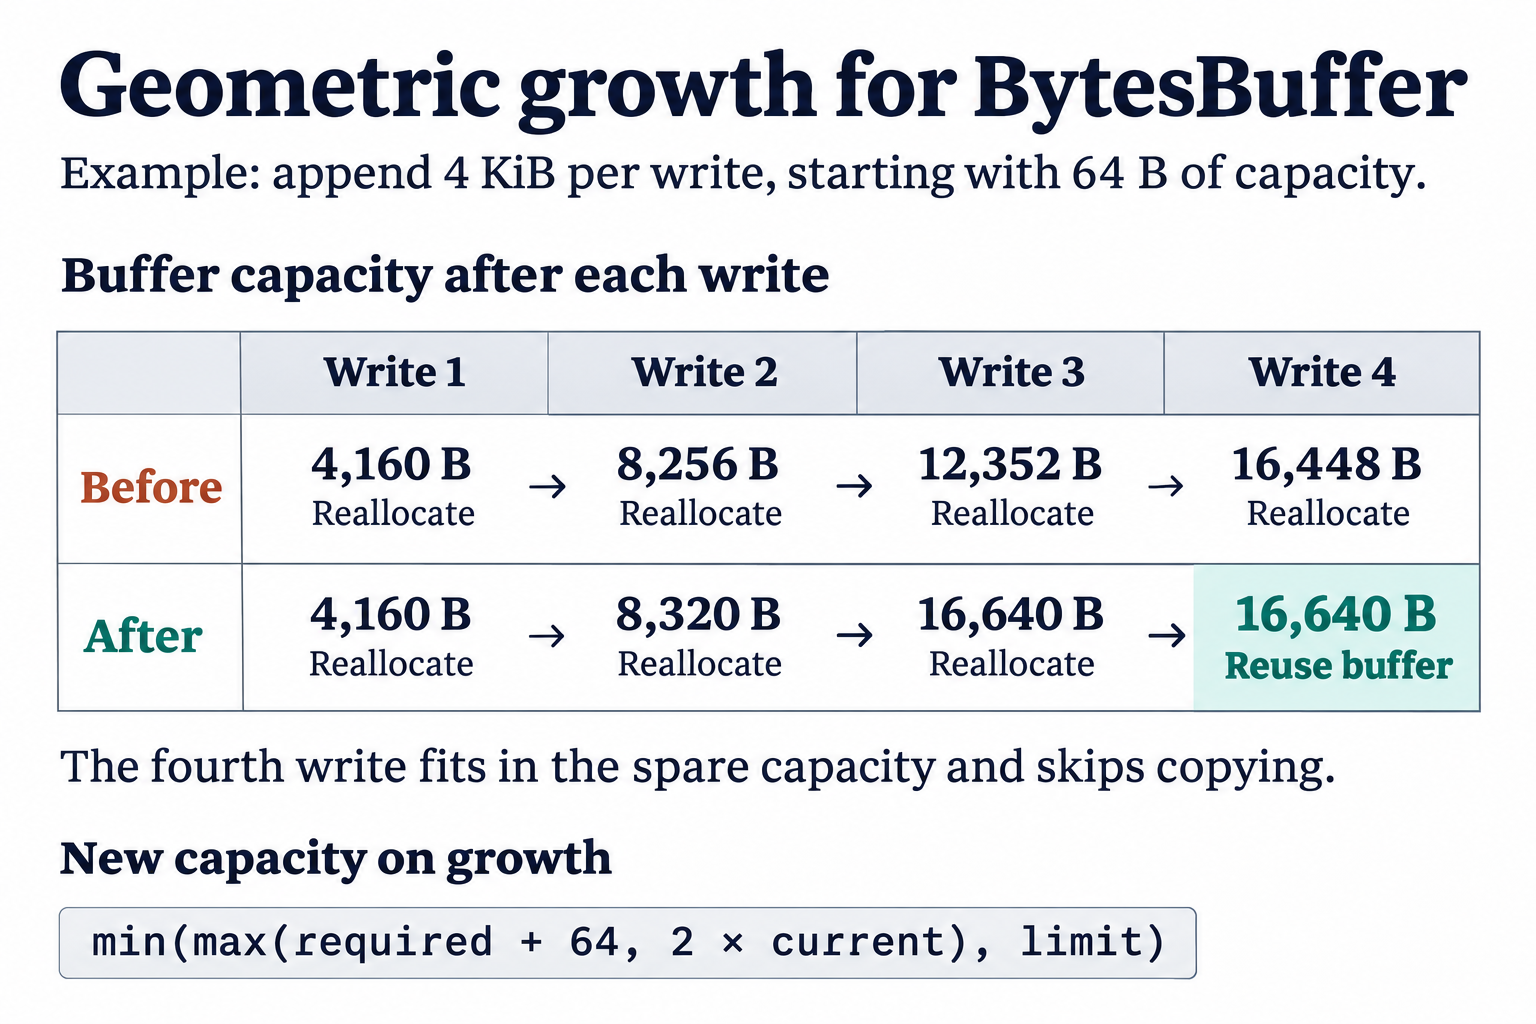 Geometric growth for BytesBuffer
Example: append 4 KiB per write, starting with 64 B of capacity.
Buffer capacity after each write
Write 1 Write 2 Write 3 Write 4
Before 4,160 B → 8,256 B → 12,352 B → 16,448 B
Reallocate Reallocate Reallocate Reallocate
After 4,160 B → 8,320 B → 16,640 B → 16,640 B
Reallocate Reallocate Reallocate Reuse buffer
The fourth write fits in the spare capacity and skips copying.
New capacity on growth
min(max(required + 64, 2 × current), limit)